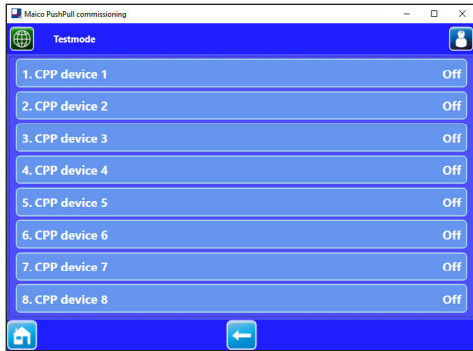 Maico PushPull commissioning
Testmode
1. CPP device 1 Off
2. CPP device 2 Off
3. CPP device 3 Off
4. CPP device 4 Off
5. CPP device 5 Off
6. CPP device 6 Off
7. CPP device 7 Off
8. CPP device 8 Off